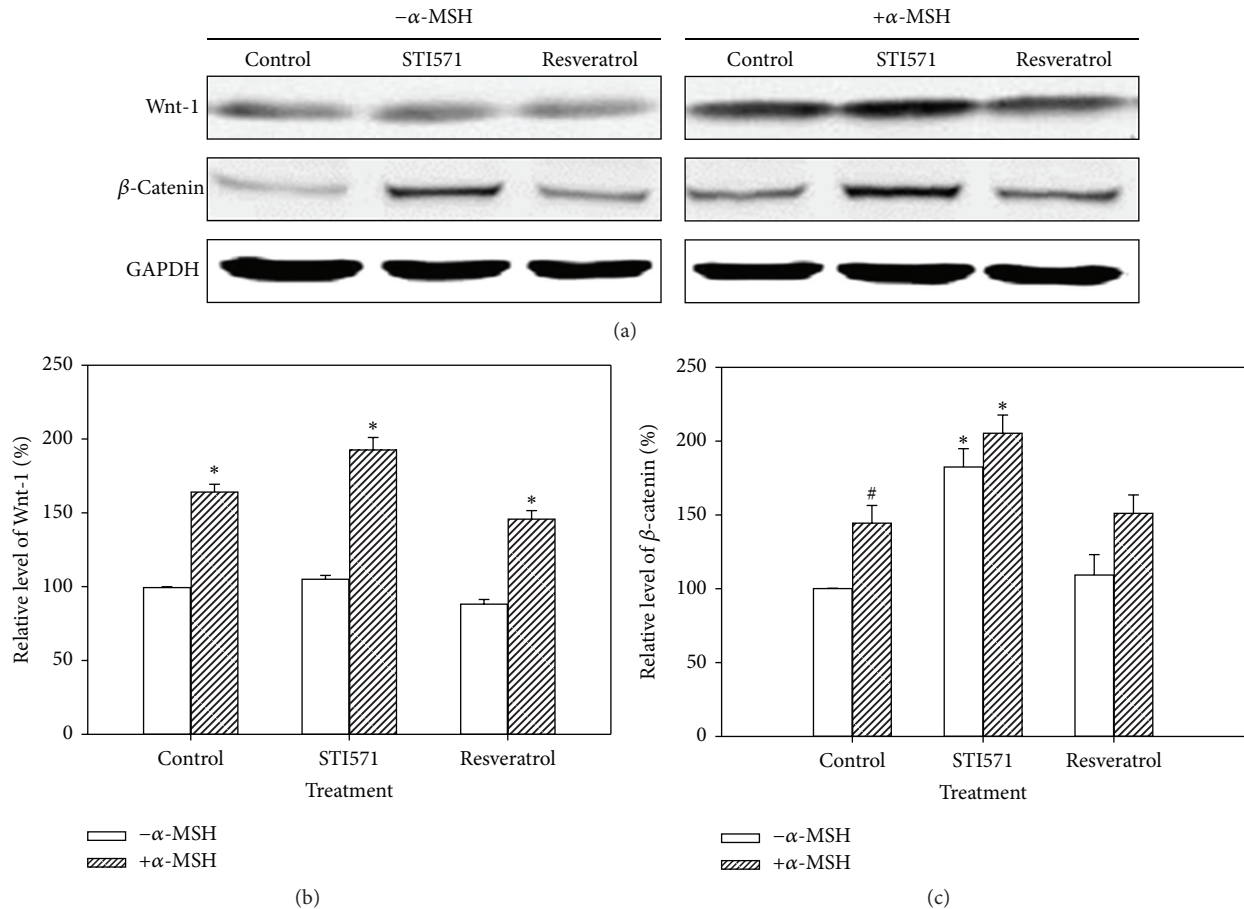 −α-MSH +α-MSH
Control STI571 Resveratrol Control STI571 Resveratrol
Wnt-1
β-Catenin
GAPDH
(a)
250
200
150
100
50
0
Relative level of Wnt-1 (%)
*
*
*
Control STI571 Resveratrol
Treatment
−α-MSH
+α-MSH
(b)
250
200
150
100
50
0
Relative level of β-catenin (%)
#
*
*
Control STI571 Resveratrol
Treatment
−α-MSH
+α-MSH
(c)